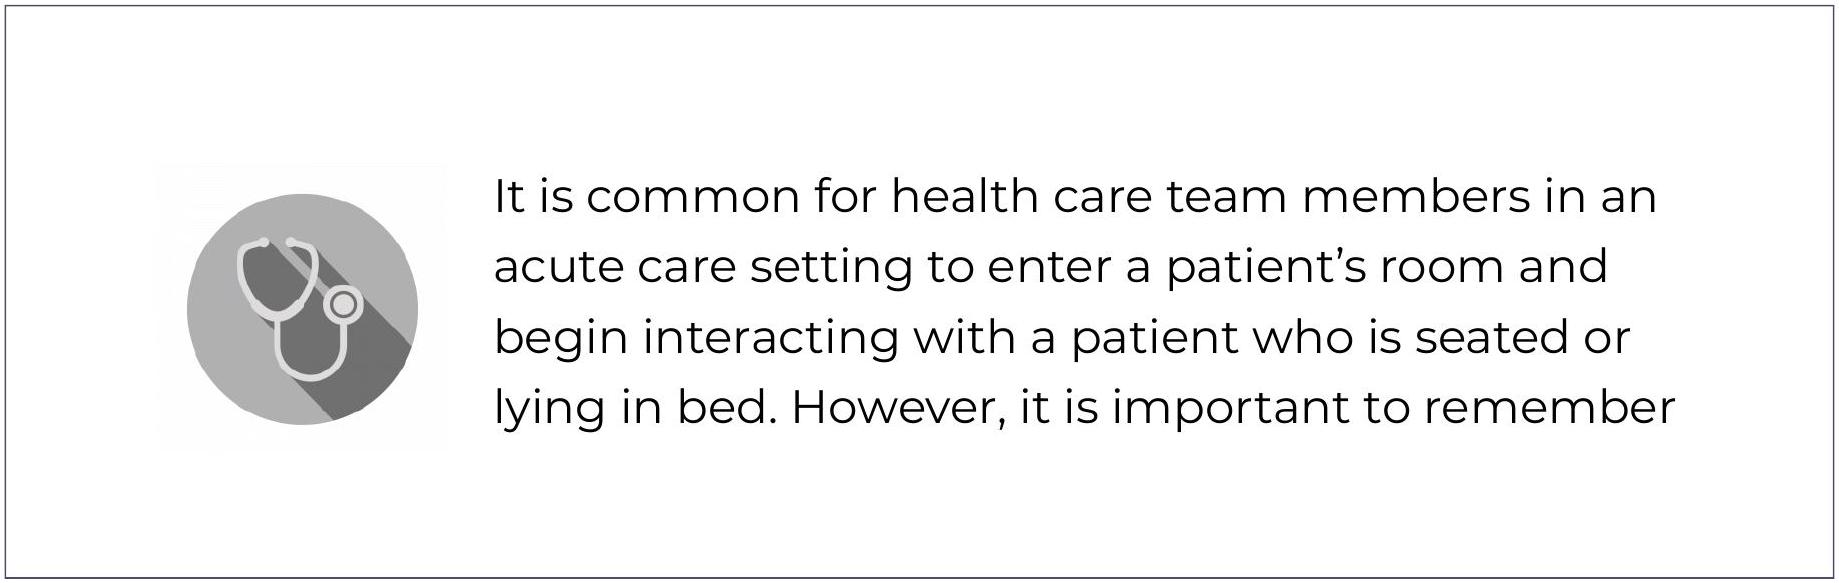 It is common for health care team members in an
acute care setting to enter a patient’s room and
begin interacting with a patient who is seated or
lying in bed. However, it is important to remember